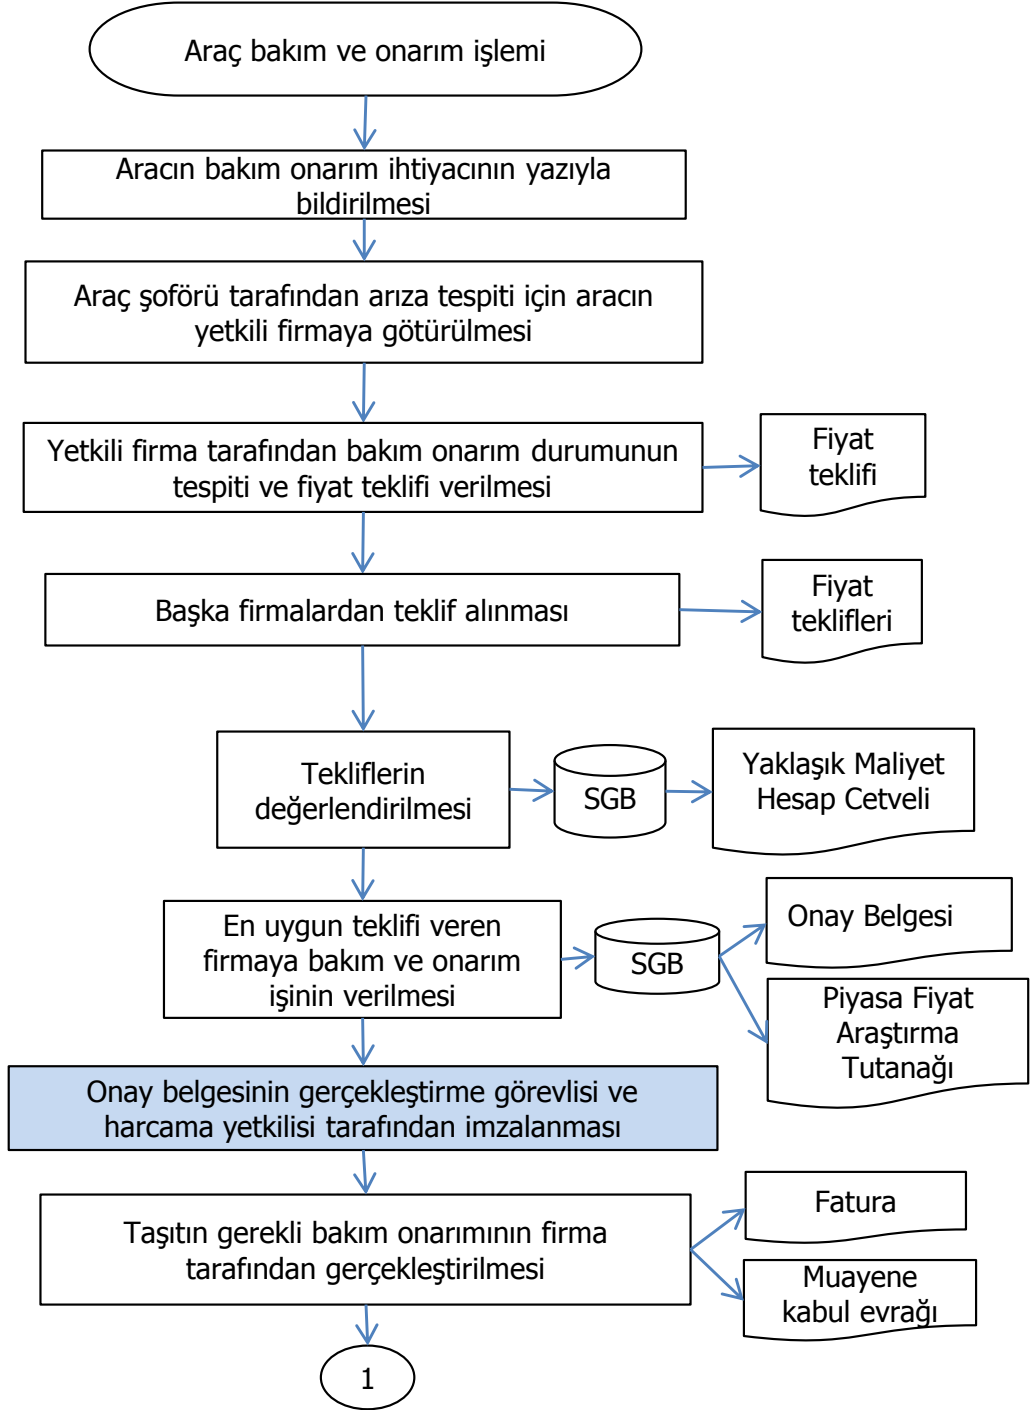 Araç bakım ve onarım işlemi
Aracın bakım onarım ihtiyacının yazıyla
bildirilmesi
Araç şoförü tarafından arıza tespiti için aracın
yetkili firmaya götürülmesi
Yetkili firma tarafından bakım onarım durumunun
tespiti ve fiyat teklifi verilmesi
Fiyat
teklifi
Başka firmalardan teklif alınması
Fiyat
teklifleri
Tekliflerin
değerlendirilmesi
SGB
Yaklaşık Maliyet
Hesap Cetveli
En uygun teklifi veren
firmaya bakım ve onarım
işinin verilmesi
SGB
Onay Belgesi
Piyasa Fiyat
Araştırma
Tutanağı
Onay belgesinin gerçekleştirme görevlisi ve
harcama yetkilisi tarafından imzalanması
Taşıtın gerekli bakım onarımının firma
tarafından gerçekleştirilmesi
Fatura
Muayene
kabul evrağı
1